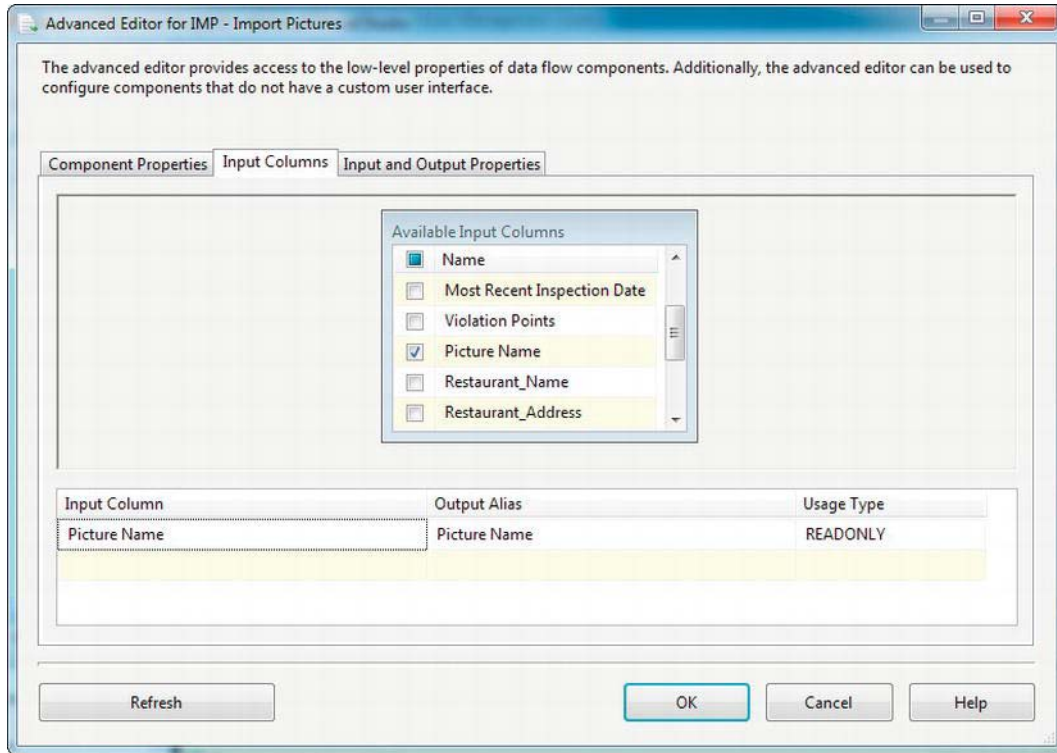 Advanced Editor for IMP - Import Pictures
The advanced editor provides access to the low-level properties of data flow components. Additionally, the advanced editor can be used to
configure components that do not have a custom user interface.
Component Properties Input Columns Input and Output Properties
Available Input Columns
Name
Most Recent Inspection Date
Violation Points
Picture Name
Restaurant_Name
Restaurant_Address
Input Column Output Alias Usage Type
Picture Name Picture Name READONLY
Refresh OK Cancel Help